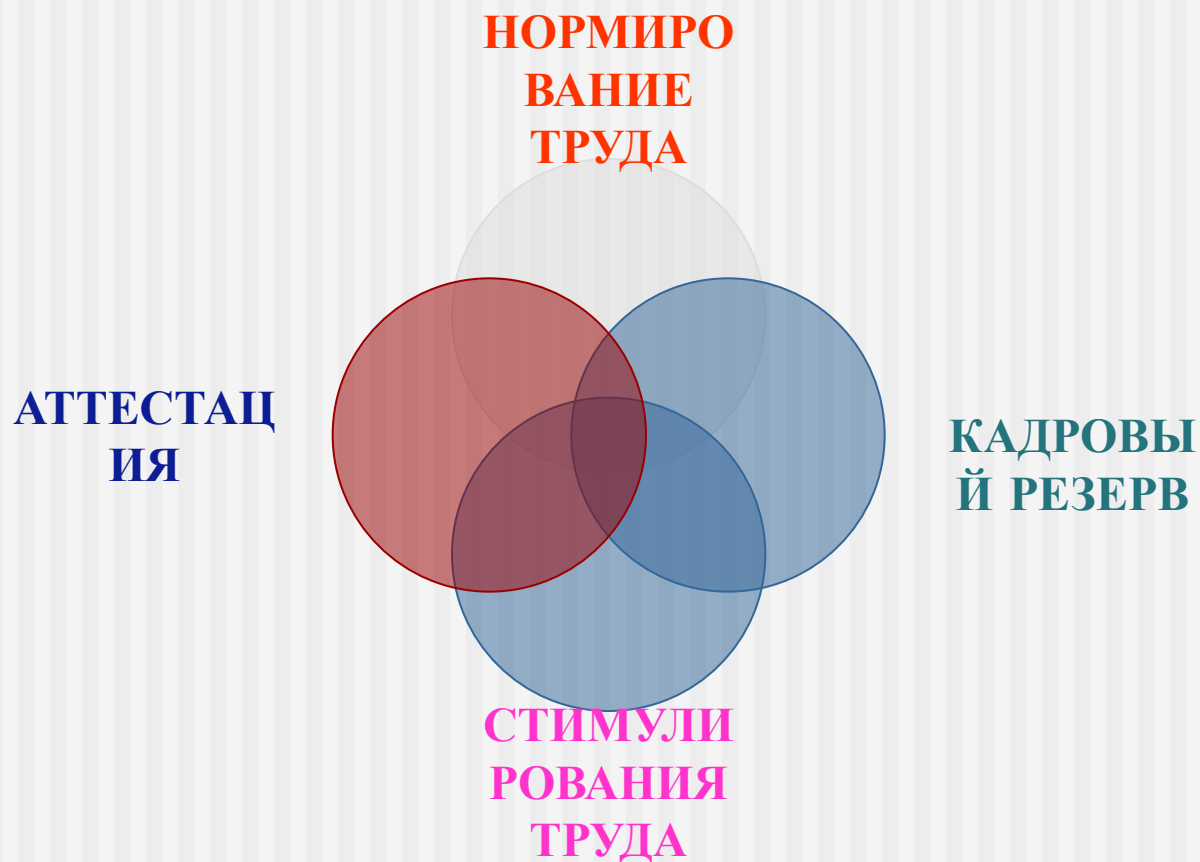 НОРМИРО
ВАНИЕ
ТРУДА
АТТЕСТАЦ
ИЯ
КАДРОВЫ
Й РЕЗЕРВ
СТИМУЛИ
РОВАНИЯ
ТРУДА